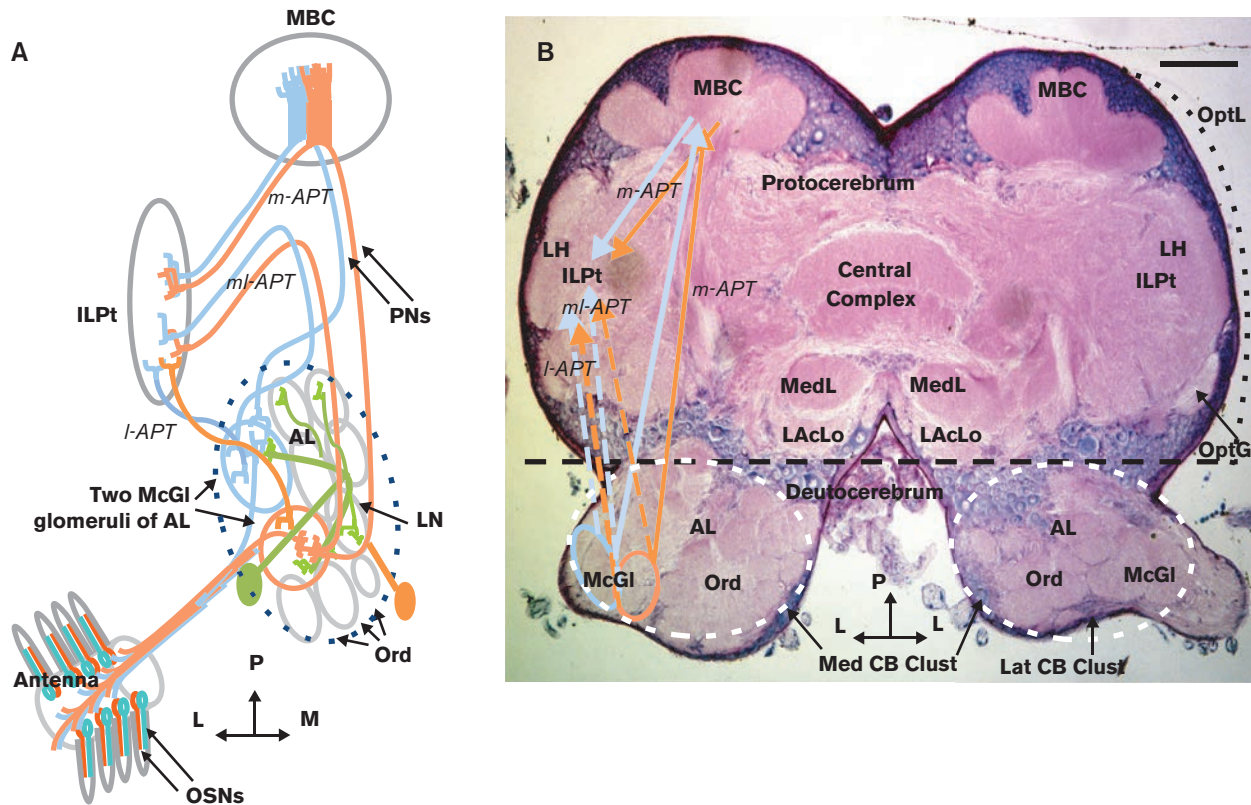 A
MBC
m-APT
ml-APT
PNs
ILPt
AL
l-APT
Two McGl
glomeruli of AL
LN
Ord
Antenna
P
L
M
OSNs
B
MBC
MBC
OptL
m-APT
Protocerebrum
LH
ILPt
Central
Complex
LH
ILPt
ml-APT
m-APT
l-APT
MedL
MedL
LAcLo
LAcLo
OptG
Deutocerebrum
AL
AL
McGl
Ord
Ord
McGl
P
L
L
Med CB Clust
Lat CB Clust